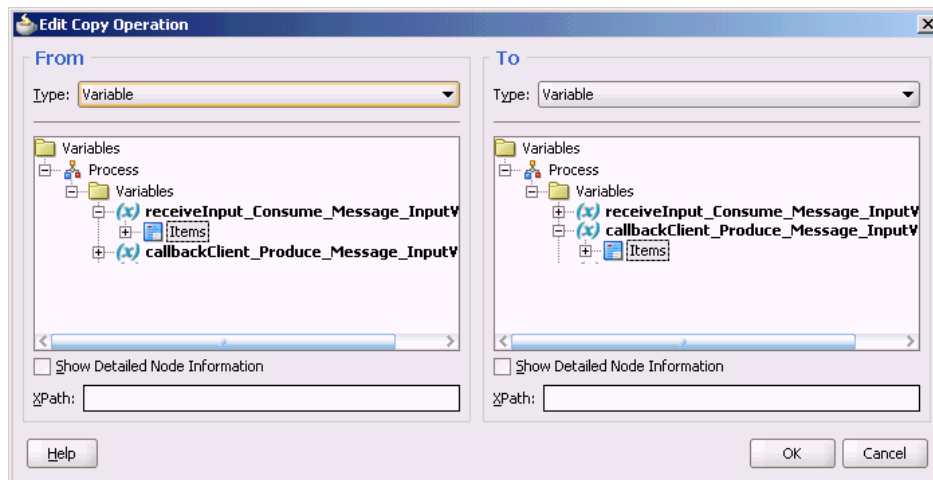 Edit Copy Operation
From
Type: Variable
Variables
Process
Variables
(x) receiveInput_Consume_Message_InputV
Items
(x) callbackClient_Produce_Message_InputV
Show Detailed Node Information
XPath:
To
Type: Variable
Variables
Process
Variables
(x) receiveInput_Consume_Message_InputV
(x) callbackClient_Produce_Message_InputV
Items
Show Detailed Node Information
XPath:
Help
OK
Cancel